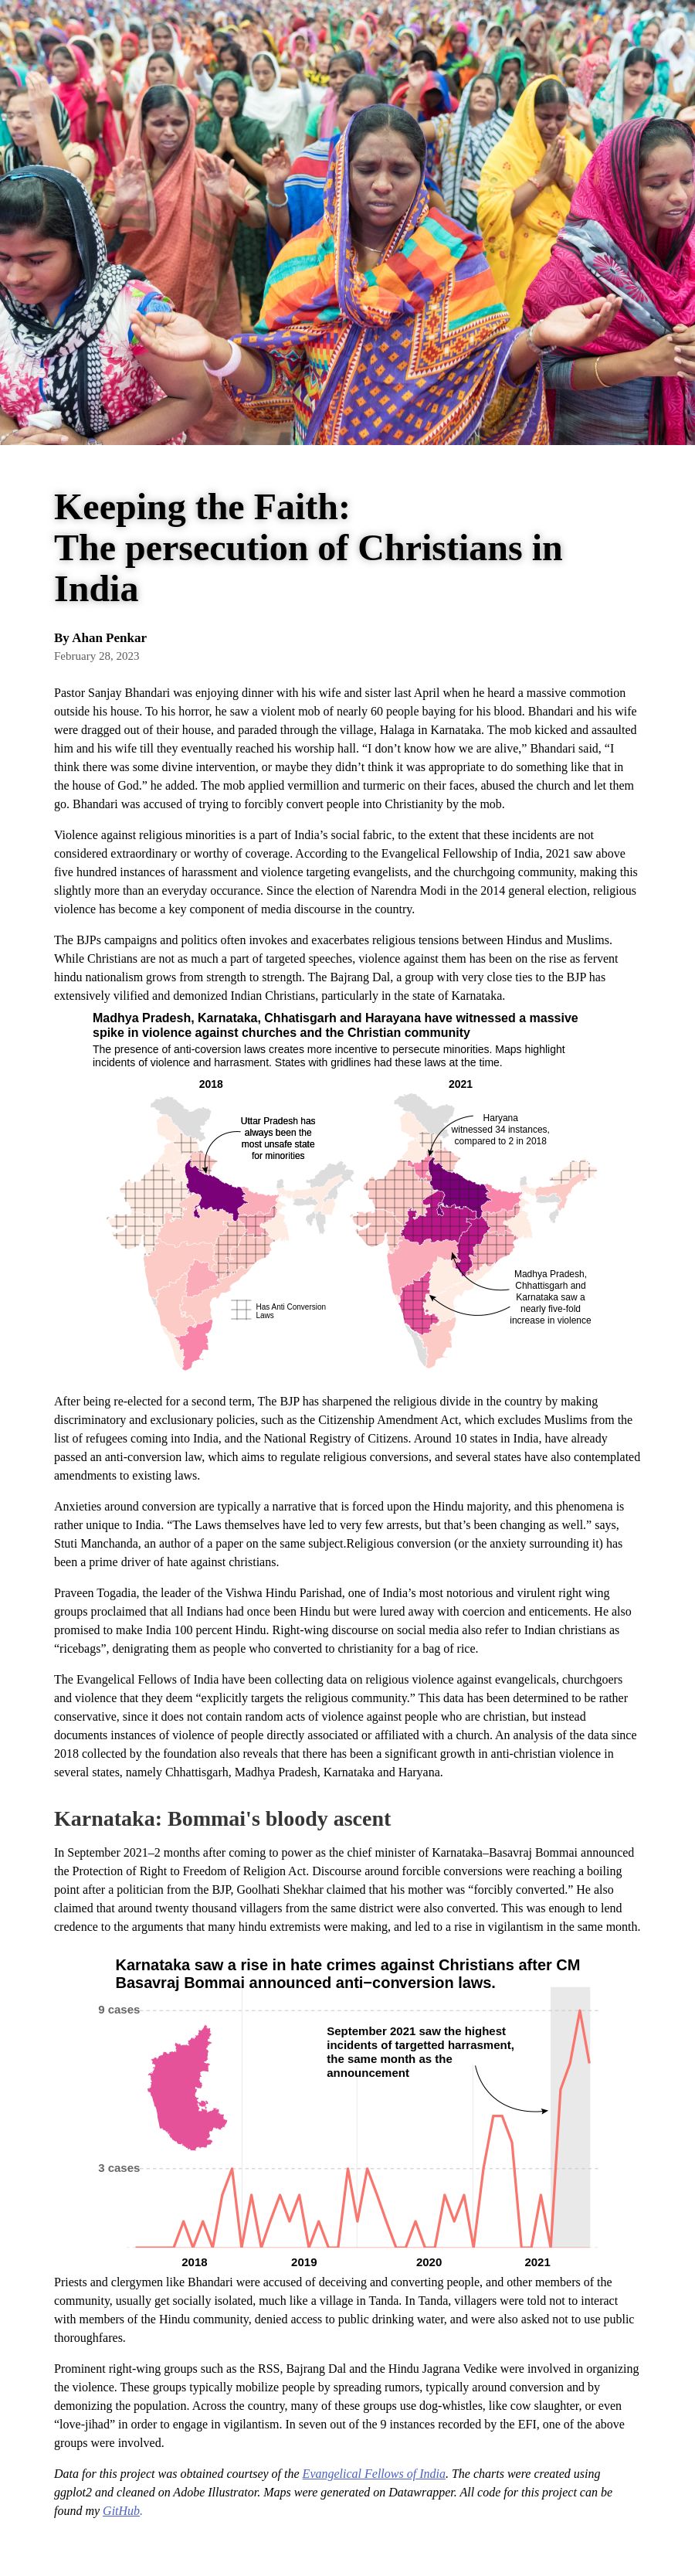 Keeping the Faith:
The persecution of Christians in
India
By Ahan Penkar
February 28, 2023
Pastor Sanjay Bhandari was enjoying dinner with his wife and sister last April when he heard a massive commotion
outside his house. To his horror, he saw a violent mob of nearly 60 people baying for his blood. Bhandari and his wife
were dragged out of their house, and paraded through the village, Halaga in Karnataka. The mob kicked and assaulted
him and his wife till they eventually reached his worship hall. “I don’t know how we are alive,” Bhandari said, “I
think there was some divine intervention, or maybe they didn’t think it was appropriate to do something like that in
the house of God.” he added. The mob applied vermillion and turmeric on their faces, abused the church and let them
go. Bhandari was accused of trying to forcibly convert people into Christianity by the mob.
Violence against religious minorities is a part of India’s social fabric, to the extent that these incidents are not
considered extraordinary or worthy of coverage. According to the Evangelical Fellowship of India, 2021 saw above
five hundred instances of harassment and violence targeting evangelists, and the churchgoing community, making this
slightly more than an everyday occurance. Since the election of Narendra Modi in the 2014 general election, religious
violence has become a key component of media discourse in the country.
The BJPs campaigns and politics often invokes and exacerbates religious tensions between Hindus and Muslims.
While Christians are not as much a part of targeted speeches, violence against them has been on the rise as fervent
hindu nationalism grows from strength to strength. The Bajrang Dal, a group with very close ties to the BJP has
extensively vilified and demonized Indian Christians, particularly in the state of Karnataka.
Madhya Pradesh, Karnataka, Chhatisgarh and Harayana have witnessed a massive
spike in violence against churches and the Christian community
The presence of anti-coversion laws creates more incentive to persecute minorities. Maps highlight
incidents of violence and harrasment. States with gridlines had these laws at the time.
2018
2021
Uttar Pradesh has
always been the
most unsafe state
for minorities
Haryana
witnessed 34 instances,
compared to 2 in 2018
Madhya Pradesh,
Chhattisgarh and
Karnataka saw a
nearly five-fold
increase in violence
Has Anti Conversion
Laws
After being re-elected for a second term, The BJP has sharpened the religious divide in the country by making
discriminatory and exclusionary policies, such as the Citizenship Amendment Act, which excludes Muslims from the
list of refugees coming into India, and the National Registry of Citizens. Around 10 states in India, have already
passed an anti-conversion law, which aims to regulate religious conversions, and several states have also contemplated
amendments to existing laws.
Anxieties around conversion are typically a narrative that is forced upon the Hindu majority, and this phenomena is
rather unique to India. “The Laws themselves have led to very few arrests, but that’s been changing as well.” says,
Stuti Manchanda, an author of a paper on the same subject.Religious conversion (or the anxiety surrounding it) has
been a prime driver of hate against christians.
Praveen Togadia, the leader of the Vishwa Hindu Parishad, one of India’s most notorious and virulent right wing
groups proclaimed that all Indians had once been Hindu but were lured away with coercion and enticements. He also
promised to make India 100 percent Hindu. Right-wing discourse on social media also refer to Indian christians as
“ricebags”, denigrating them as people who converted to christianity for a bag of rice.
The Evangelical Fellows of India have been collecting data on religious violence against evangelicals, churchgoers
and violence that they deem “explicitly targets the religious community.” This data has been determined to be rather
conservative, since it does not contain random acts of violence against people who are christian, but instead
documents instances of violence of people directly associated or affiliated with a church. An analysis of the data since
2018 collected by the foundation also reveals that there has been a significant growth in anti-christian violence in
several states, namely Chhattisgarh, Madhya Pradesh, Karnataka and Haryana.
Karnataka: Bommai's bloody ascent
In September 2021–2 months after coming to power as the chief minister of Karnataka–Basavraj Bommai announced
the Protection of Right to Freedom of Religion Act. Discourse around forcible conversions were reaching a boiling
point after a politician from the BJP, Goolhati Shekhar claimed that his mother was “forcibly converted.” He also
claimed that around twenty thousand villagers from the same district were also converted. This was enough to lend
credence to the arguments that many hindu extremists were making, and led to a rise in vigilantism in the same month.
Karnataka saw a rise in hate crimes against Christians after CM
Basavraj Bommai announced anti−conversion laws.
9 cases
September 2021 saw the highest
incidents of targetted harrasment,
the same month as the
announcement
3 cases
2018
2019
2020
2021
Priests and clergymen like Bhandari were accused of deceiving and converting people, and other members of the
community, usually get socially isolated, much like a village in Tanda. In Tanda, villagers were told not to interact
with members of the Hindu community, denied access to public drinking water, and were also asked not to use public
thoroughfares.
Prominent right-wing groups such as the RSS, Bajrang Dal and the Hindu Jagrana Vedike were involved in organizing
the violence. These groups typically mobilize people by spreading rumors, typically around conversion and by
demonizing the population. Across the country, many of these groups use dog-whistles, like cow slaughter, or even
“love-jihad” in order to engage in vigilantism. In seven out of the 9 instances recorded by the EFI, one of the above
groups were involved.
Data for this project was obtained courtsey of the Evangelical Fellows of India. The charts were created using
ggplot2 and cleaned on Adobe Illustrator. Maps were generated on Datawrapper. All code for this project can be
found my GitHub.